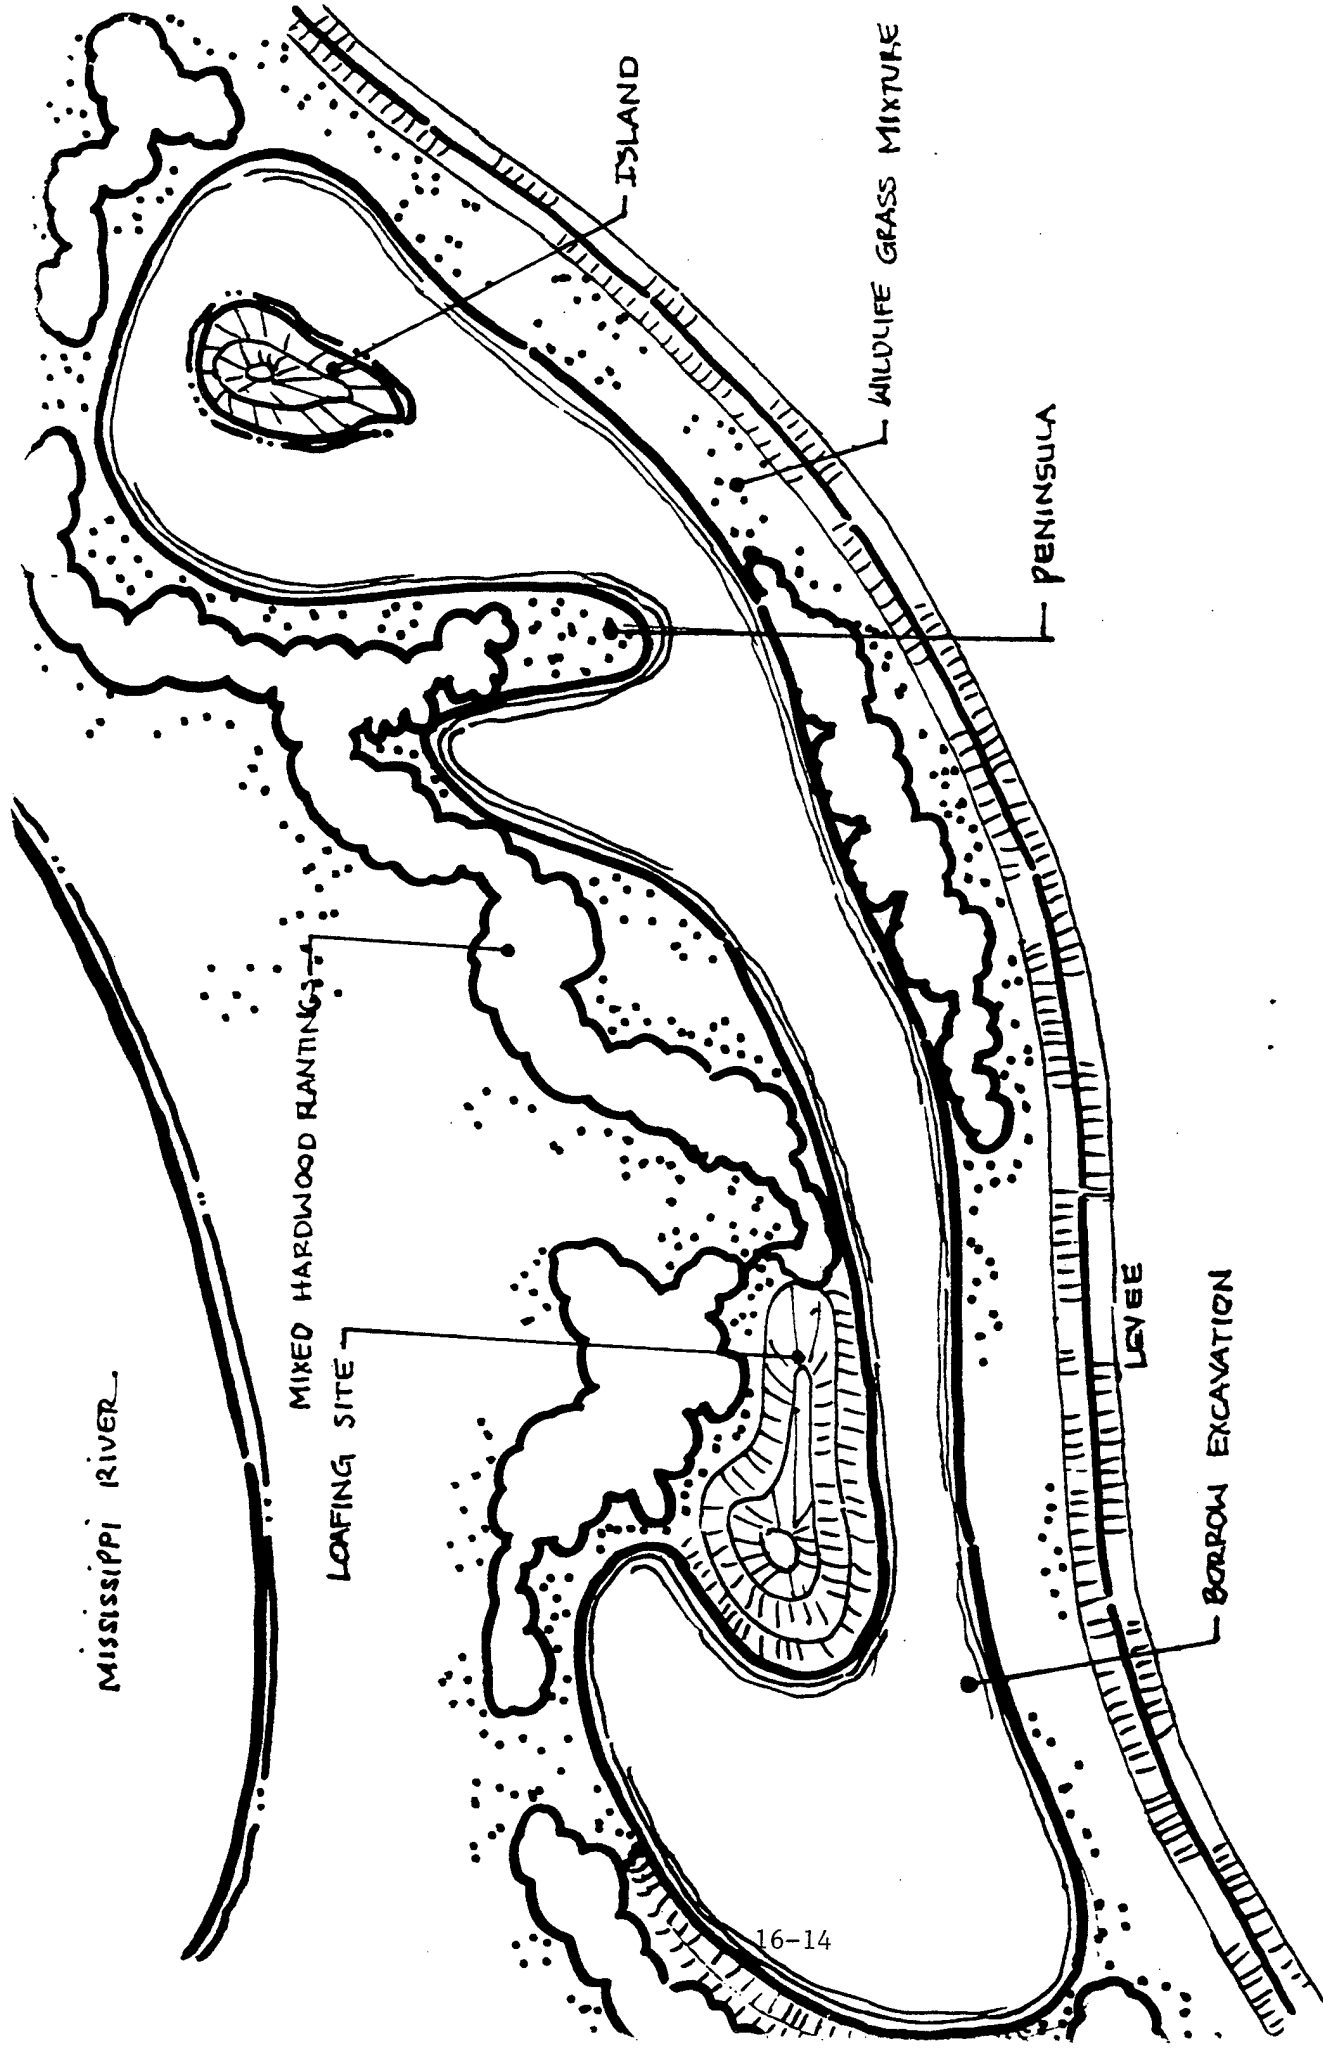 MISSISSIPPI RIVER
MIXED HARDWOOD PLANTINGS
LOAFING SITE
ISLAND
WILDLIFE GRASS MIXTURE
PENINSULA
LEVEE
BORROW EXCAVATION
16-14